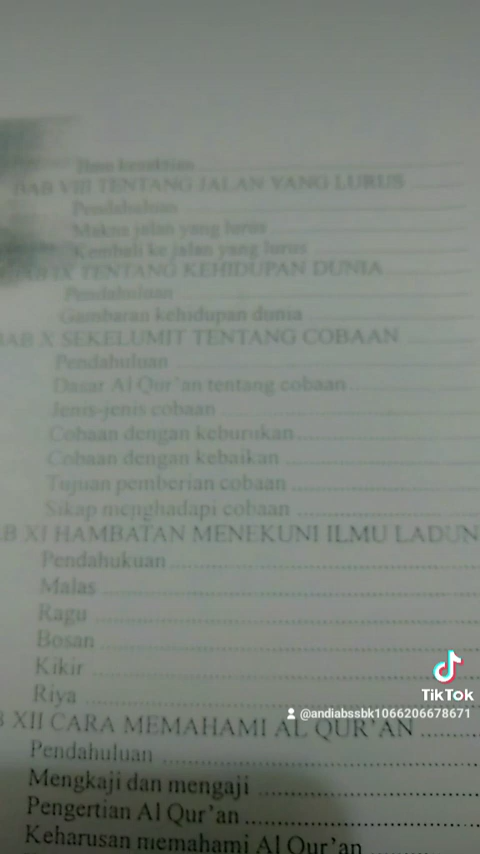 Ilmu kesaktian
BAB VIII TENTANG JALAN YANG LURUS
Pendahuluan
Makna jalan yang lurus
Kembali ke jalan yang lurus
BAB IX TENTANG KEHIDUPAN DUNIA
Pendahuluan
Gambaran kehidupan dunia
BAB X SEKELUMIT TENTANG COBAAN
Pendahuluan
Dasar Al Qur'an tentang cobaan
Jenis-jenis cobaan
Cobaan dengan keburukan
Cobaan dengan kebaikan
Tujuan pemberian cobaan
Sikap menghadapi cobaan
B XI HAMBATAN MENEKUNI ILMU LADUN
Pendahukuan
Malas
Ragu
Bosan
Kikir
Riya
TikTok
@andiabssbk1066206678671
B XII CARA MEMAHAMI AL QUR'AN
Pendahuluan
Mengkaji dan mengaji
Pengertian Al Qur'an
Keharusan memahami Al Qur'an